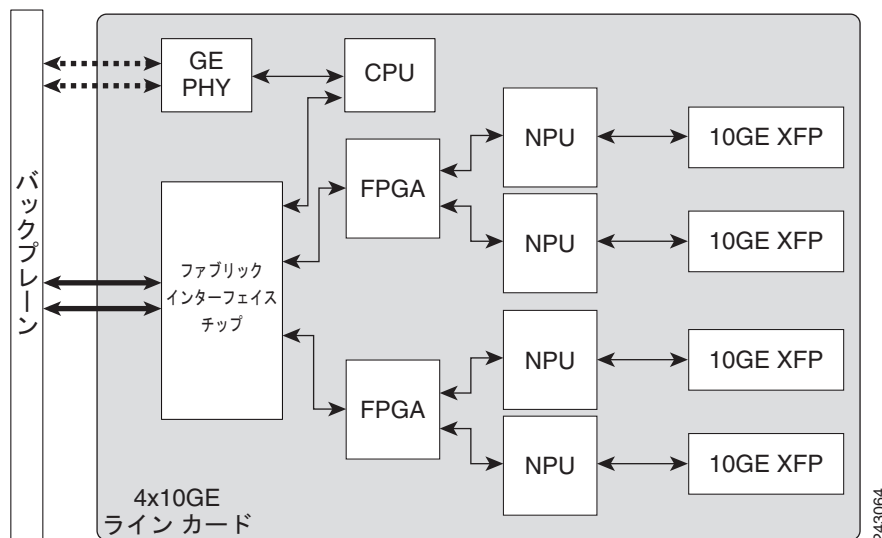 バックプレーン
GE
PHY
CPU
ファブリック
インターフェイス
チップ
FPGA
FPGA
NPU
NPU
NPU
NPU
10GE XFP
10GE XFP
10GE XFP
10GE XFP
4x10GE
ライン カード
243064